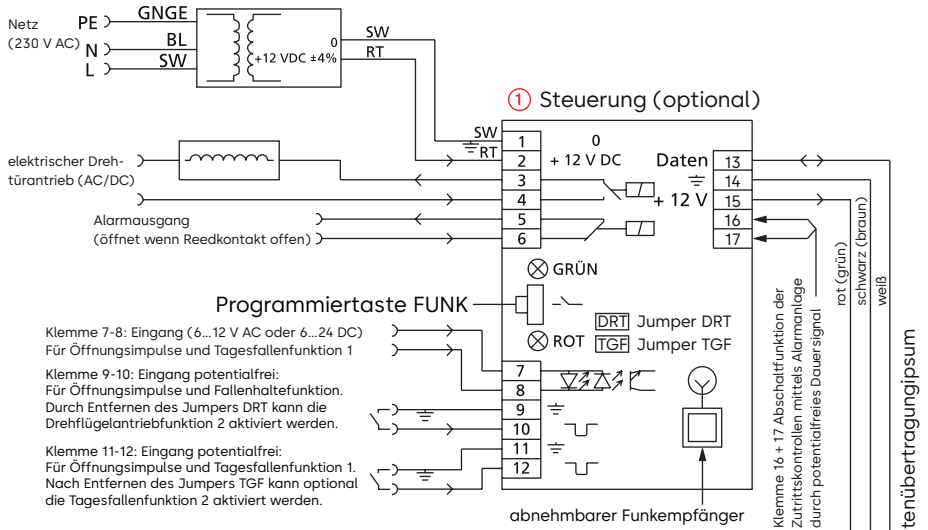 Netz
(230 V AC)
PE
N
L
GNGE
BL
SW
0
+12 VDC ±4%
SW
RT
1 Steuerung (optional)
SW
RT
1
2
3
4
5
6
0
+ 12 V DC
Daten
+ 12 V
13
14
15
16
17
elektrischer Dreh-
türantrieb (AC/DC)
Alarmausgang
(öffnet wenn Reedkontakt offen)
GRÜN
Programmiertaste FUNK
DRT Jumper DRT
ROT
TGF Jumper TGF
Klemme 7-8: Eingang (6...12 V AC oder 6...24 DC)
Für Öffnungsimpulse und Tagesfallenfunktion 1
Klemme 9-10: Eingang potentialfrei:
Für Öffnungsimpulse und Fallenhaltefunktion.
Durch Entfernen des Jumpers DRT kann die
Drehflügelantriebfunktion 2 aktiviert werden.
Klemme 11-12: Eingang potentialfrei:
Für Öffnungsimpulse und Tagesfallenfunktion 1.
Nach Entfernen des Jumpers TGF kann optional
die Tagesfallenfunktion 2 aktiviert werden.
7
8
9
10
11
12
abnehmbarer Funkempfänger
Klemme 16 + 17 Abschaltfunktion der
Zutrittskontrollen mittels Alarmanlage
durch potentialfreies Dauersignal
rot (grün)
schwarz (braun)
weiß
tenübertragungipsum